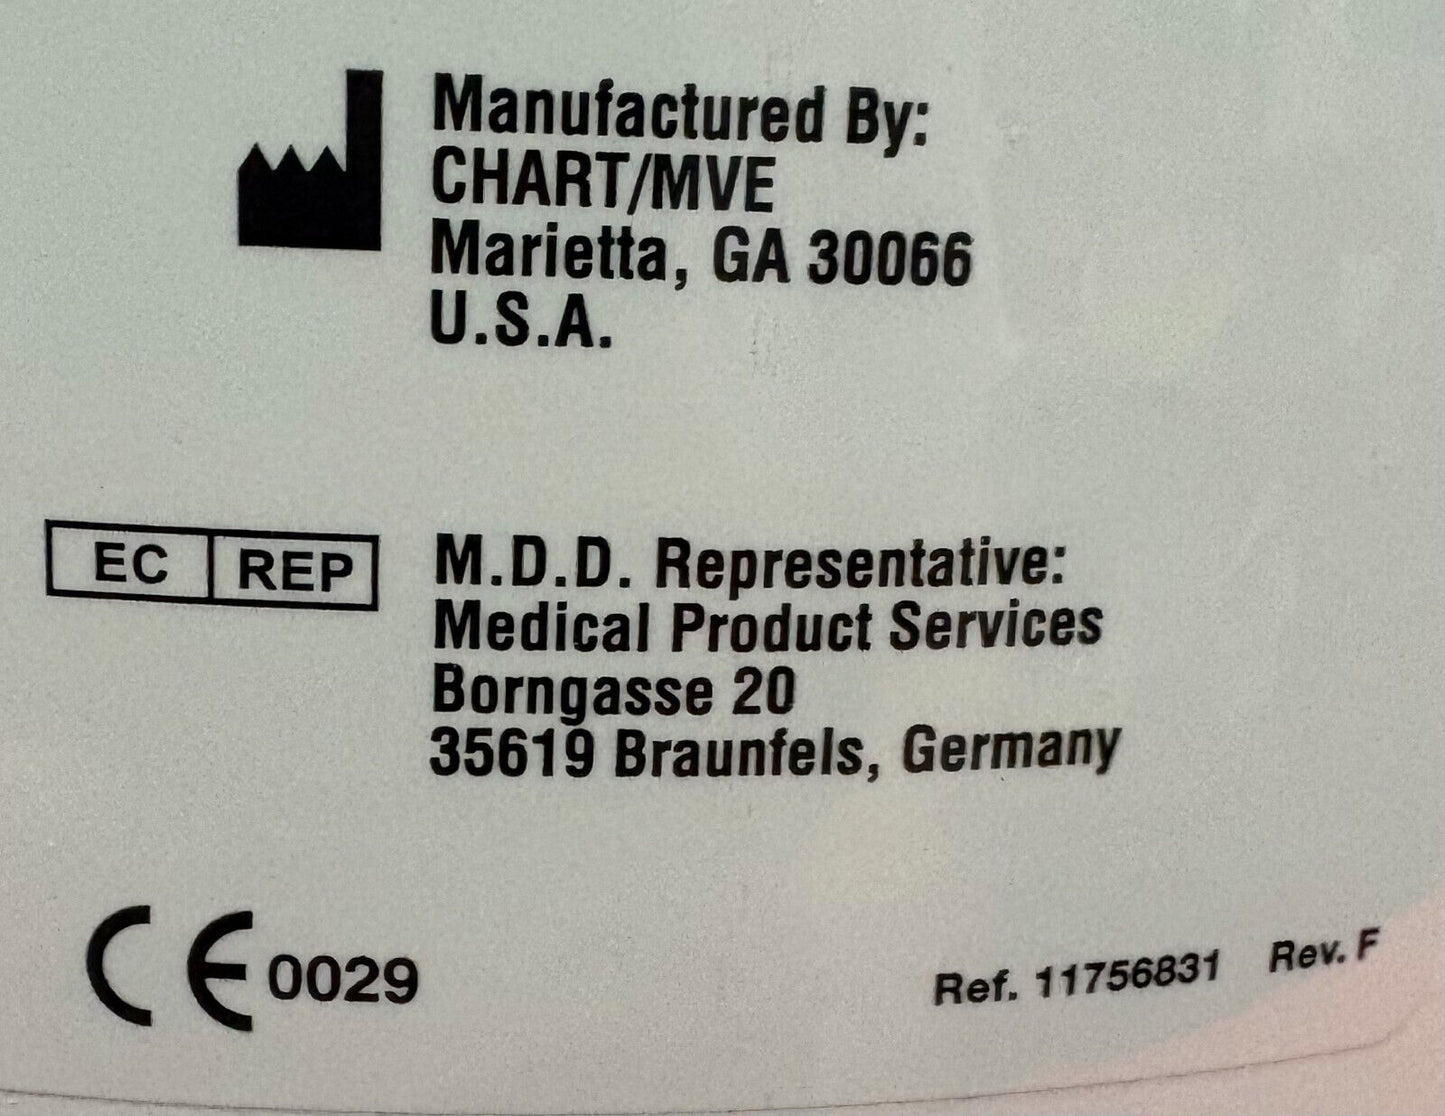 Manufactured By:
CHART/MVE
Marietta, GA 30066
U.S.A.
EC REP
M.D.D. Representative:
Medical Product Services
Borngasse 20
35619 Braunfels, Germany
CE 0029
Ref. 11756831 Rev. F